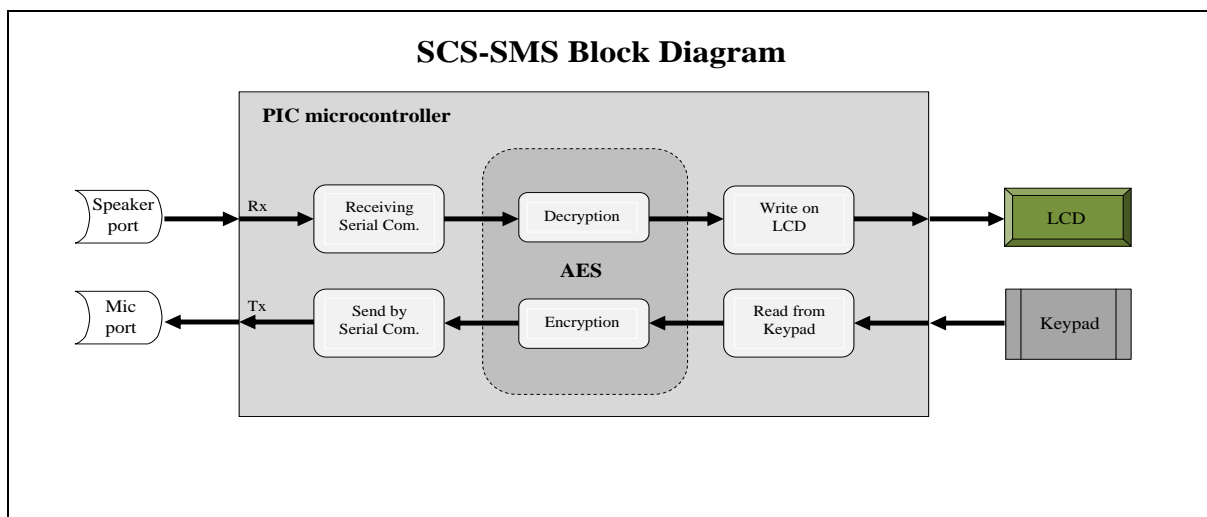 SCS-SMS Block Diagram
PIC microcontroller
Speaker
port
Rx
Receiving
Serial Com.
Decryption
Write on
LCD
LCD
AES
Mic
port
Tx
Send by
Serial Com.
Encryption
Read from
Keypad
Keypad